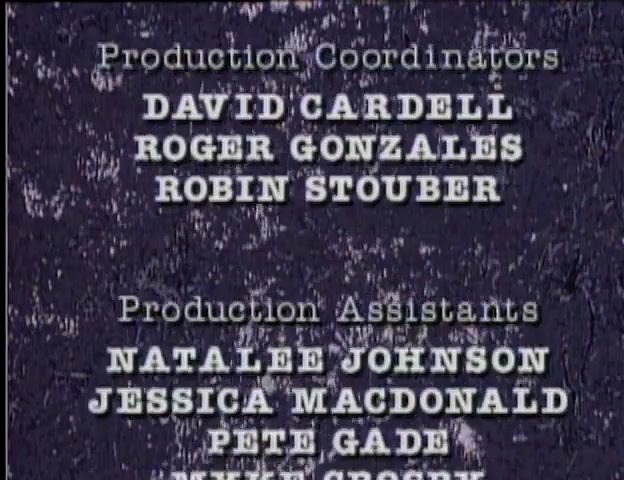 Production Coordinators
DAVID CARDELL
ROGER GONZALES
ROBIN STOUBER
Production Assistants
NATALEE JOHNSON
JESSICA MACDONALD
PETE GADE